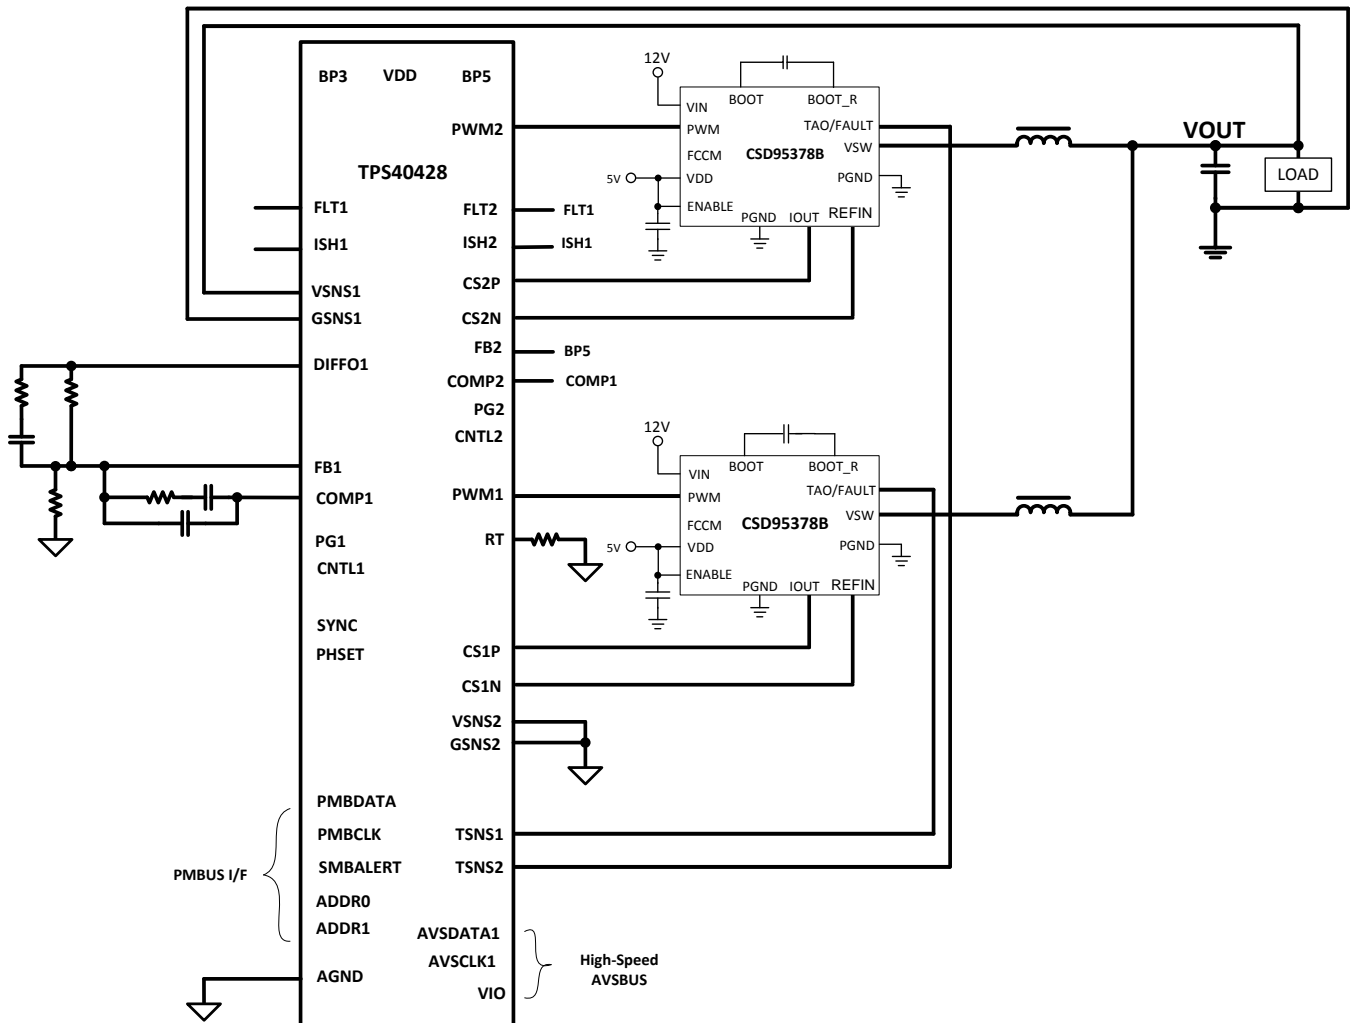 BP3 VDD BP5
TPS40428
PWM2
FLT1
FLT2
FLT1
ISH1
ISH2
ISH1
VSNS1
CS2P
GSNS1
CS2N
FB2
BP5
DIFFO1
COMP2
COMP1
PG2
CNTL2
FB1
COMP1
PWM1
PG1
RT
CNTL1
SYNC
PHSET
CS1P
CS1N
VSNS2
GSNS2
PMBDATA
PMBCLK
TSNS1
SMBALERT
TSNS2
PMBUS I/F
ADDR0
ADDR1
AVSDATA1
AVSCLK1
High-Speed
AVSBUS
AGND
VIO
12V
BOOT
BOOT_R
VIN
PWM
TAO/FAULT
FCCM
CSD95378B
VSW
5V
VDD
PGND
ENABLE
PGND
IOUT
REFIN
12V
BOOT
BOOT_R
VIN
PWM
TAO/FAULT
FCCM
CSD95378B
VSW
5V
VDD
PGND
ENABLE
PGND
IOUT
REFIN
VOUT
LOAD